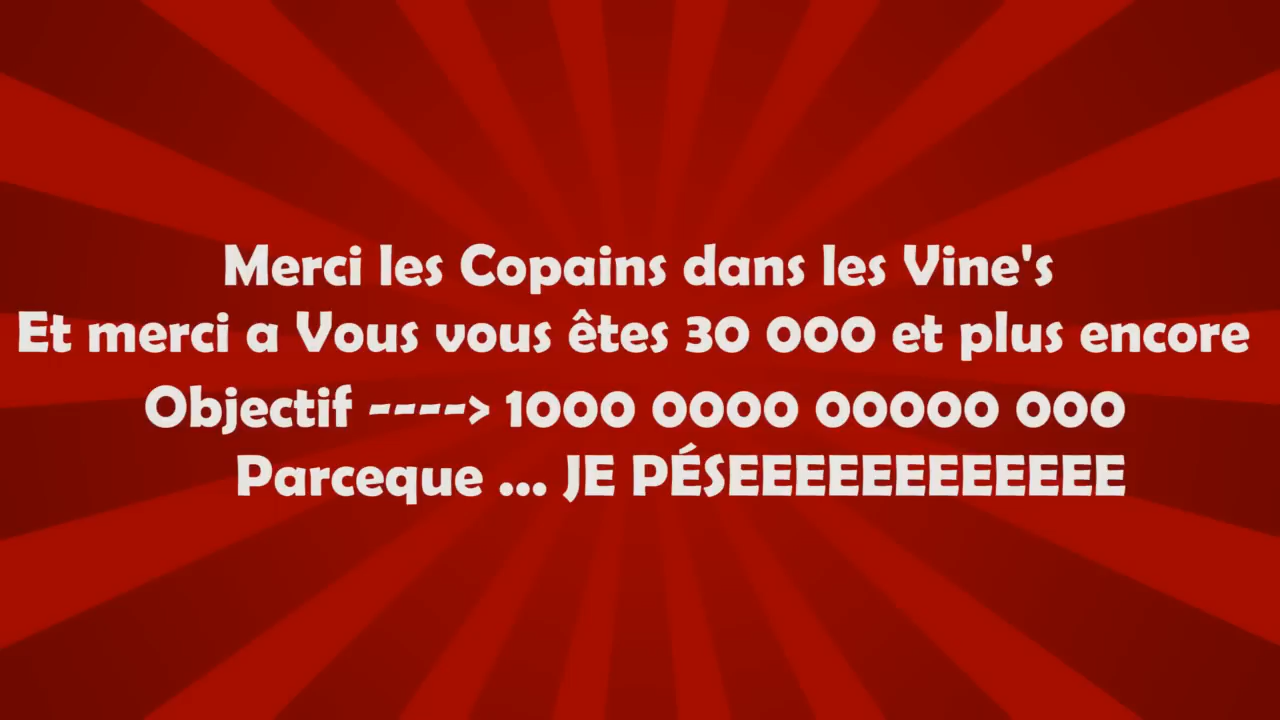 Merci les Copains dans les Vine's
Et merci a Vous vous êtes 30 000 et plus encore
Objectif ----> 1000 0000 00000 000
Parceque ... JE PÉSEEEEEEEEEEEE